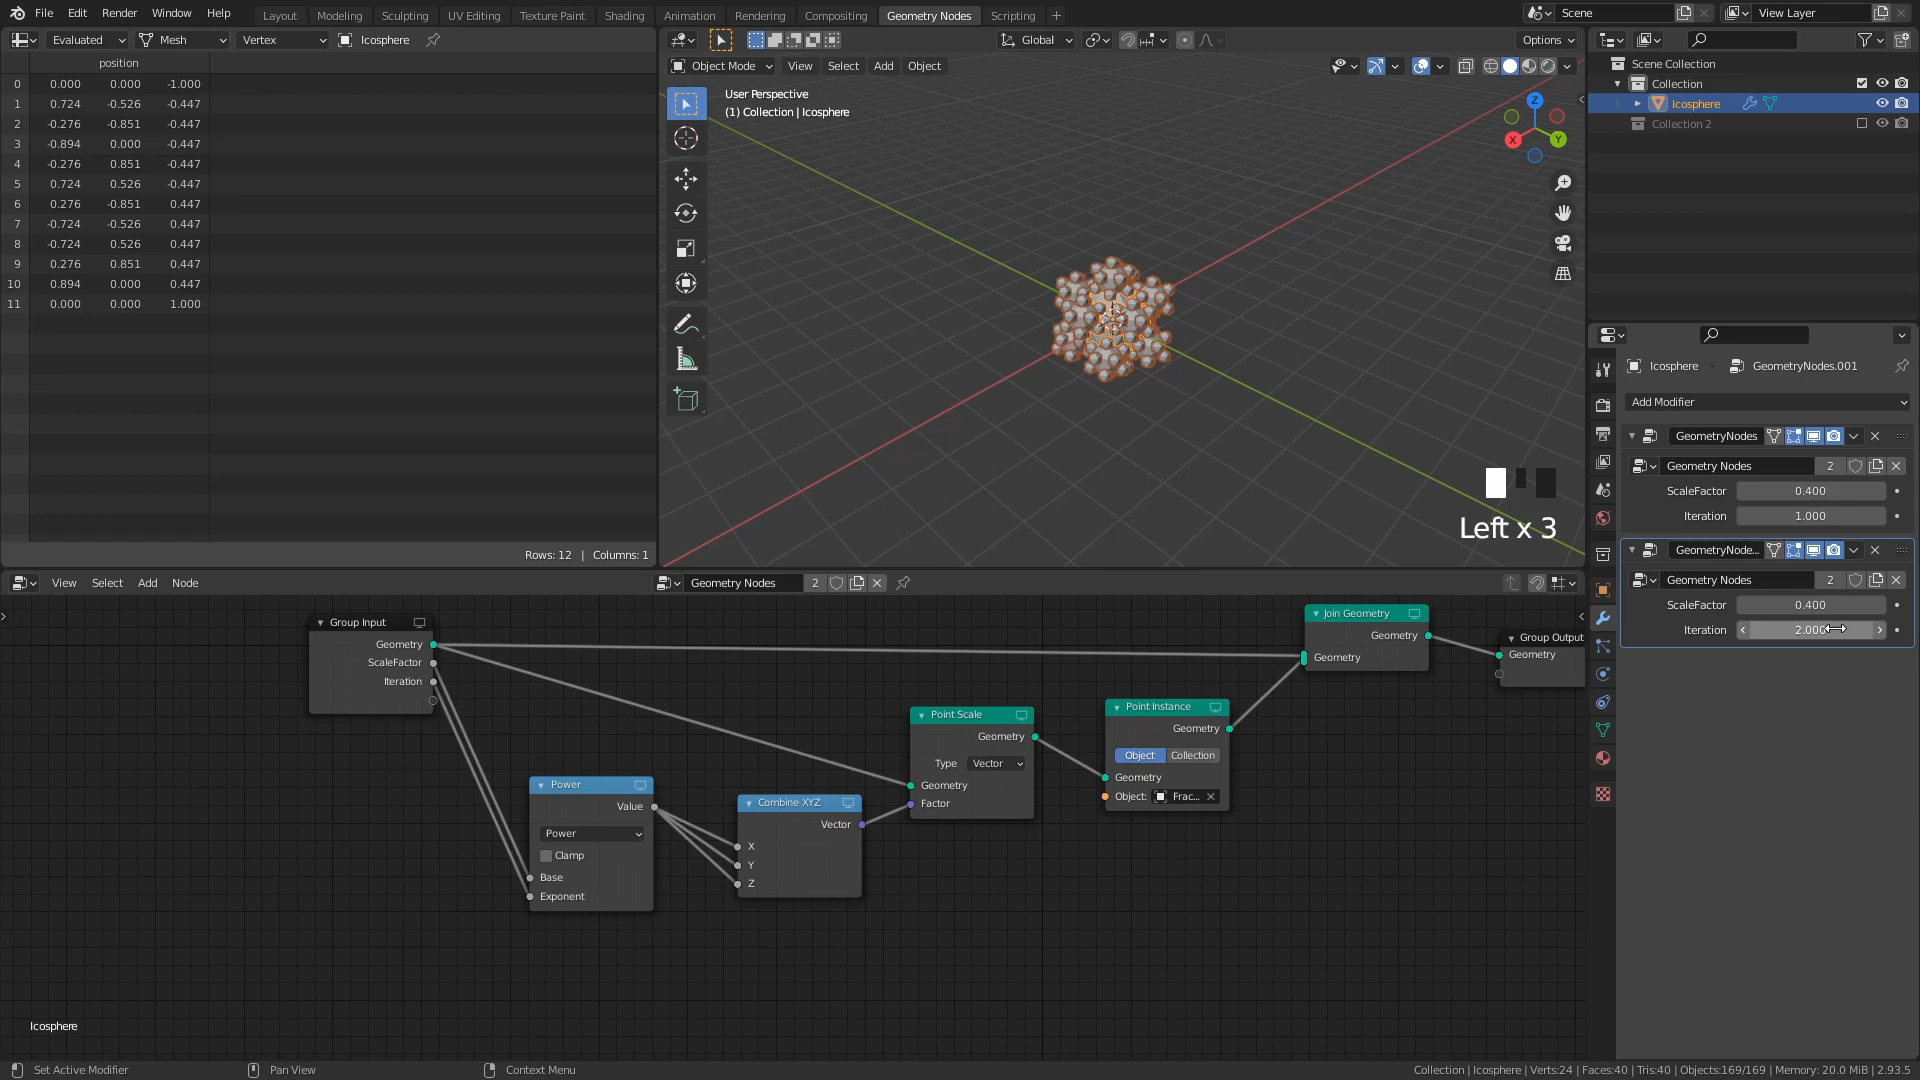 File Edit Render Window Help Layout Modeling Sculpting UV Editing Texture Paint Shading Animation Rendering Compositing Geometry Nodes Scripting + Scene View Layer
Evaluated Mesh Vertex Icosphere
Global Options
position
Object Mode View Select Add Object
0 0.000 0.000 -1.000
1 0.724 -0.526 -0.447
2 -0.276 -0.851 -0.447
3 -0.894 0.000 -0.447
4 -0.276 0.851 -0.447
5 0.724 0.526 -0.447
6 0.276 -0.851 0.447
7 -0.724 -0.526 0.447
8 -0.724 0.526 0.447
9 0.276 0.851 0.447
10 0.894 0.000 0.447
11 0.000 0.000 1.000
Rows: 12 | Columns: 1
User Perspective
(1) Collection | Icosphere
Z
X
Y
Left x 3
Scene Collection
Collection
Icosphere
Collection 2
Icosphere GeometryNodes.001
Add Modifier
GeometryNodes
Geometry Nodes 2
ScaleFactor 0.400
Iteration 1.000
GeometryNode...
Geometry Nodes 2
ScaleFactor 0.400
Iteration 2.000
View Select Add Node Geometry Nodes 2
Group Input
Geometry
ScaleFactor
Iteration
Power
Value
Power
Clamp
Base
Exponent
Combine XYZ
Vector
X
Y
Z
Point Scale
Geometry
Type Vector
Geometry
Factor
Point Instance
Geometry
Object Collection
Geometry
Object: Frac...
Join Geometry
Geometry
Geometry
Group Output
Geometry
Icosphere
Set Active Modifier Pan View Context Menu Collection | Icosphere | Verts:24 | Faces:40 | Tris:40 | Objects:169/169 | Memory: 20.0 MiB | 2.93.5